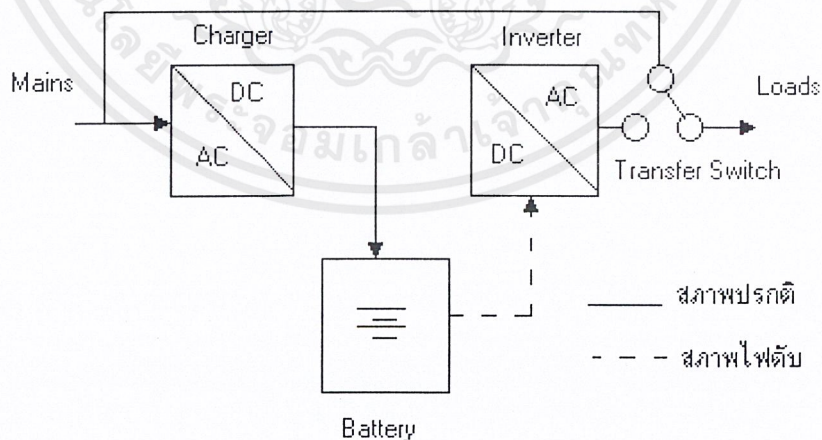 Charger
Inverter
Mains
Loads
DC
AC
AC
DC
Transfer Switch
Battery
สภาพปรกติ
สภาพไฟดับ